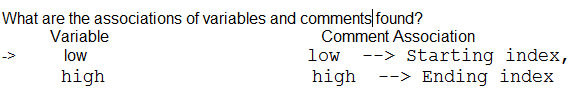 What are the associations of variables and comments found?
Variable Comment Association
-> low low --> Starting index,
high high --> Ending index